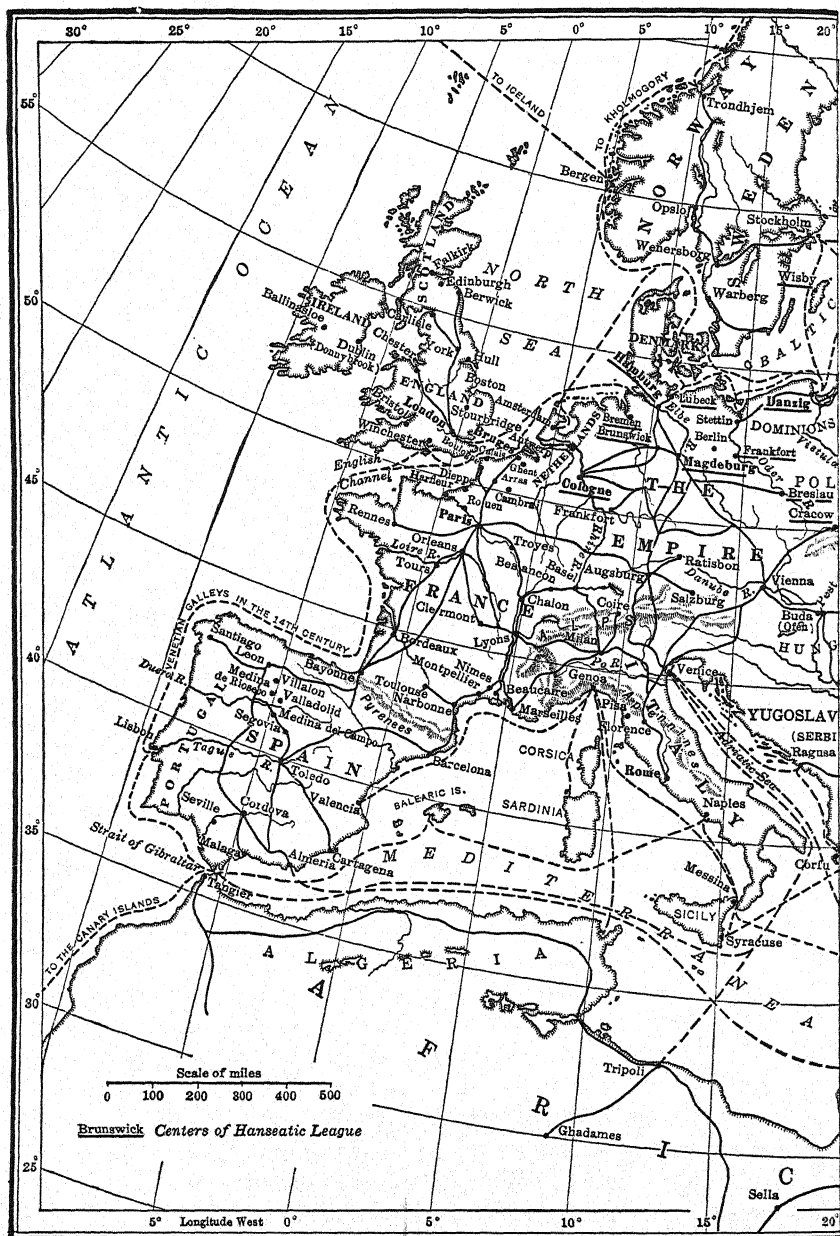 30° 25° 20° 15° 10° 5° 0° 5° 10° 15° 20°
55°
50°
45°
40°
35°
30°
25°
TO ICELAND
TO KHOLMOGORY
NORWAY
SWEDEN
Trondhjem
Bergen
Opslo
Stockholm
Wenersborg
Wisby
Warberg
ATLANTIC OCEAN
NORTH
SEA
SCOTLAND
Falkirk
Edinburgh
Berwick
IRELAND
Ballinasloe
Carlisle
Dublin
(Donnybrook)
Chester
York
Hull
Boston
ENGLAND
Bristol
London
Stourbridge
Winchester
Amsterdam
Bruges
Antwerp
Calais
Ghent
Arras
NETHERLANDS
DENMARK
BALTI
Hamburg
Lübeck
Danzig
Stettin
DOMINIONS
Bremen
Brunswick
Elbe
Berlin
Frankfort
Oder
Vistula
Magdeburg
POL
Breslau
Cracow
Cologne
THE
EMPIRE
English
Channel
Dieppe
Harfleur
Rouen
Cambrai
Frankfort
Rhine
Rennes
Paris
Orleans
Troyes
Loire R.
Tours
Besançon
Basel
Augsburg
Ratisbon
Danube
R.
Vienna
Salzburg
Buda
(Ofen)
HUNG
FRANCE
Clermont
Chalon
Coire
ALPS
Lyons
Milan
Po R.
Venice
VENETIAN GALLEYS IN THE 14TH CENTURY
Bordeaux
Nimes
Montpellier
Bayonne
Toulouse
Narbonne
Beaucaire
Marseilles
Genoa
Pisa
Florence
Apennines
ITALY
YUGOSLAV
(SERBI
Ragusa
Adriatic Sea
Santiago
Leon
Duero R.
Medina
de Rioseco
Villalon
Valladolid
Medina del Campo
Pyrenees
Segovia
SPAIN
PORTUGAL
Lisbon
Tagus R.
Toledo
Barcelona
Valencia
CORSICA
SARDINIA
Rome
Naples
BALEARIC IS.
Seville
Cordova
Malaga
Almeria
Cartagena
Strait of Gibraltar
Tangier
MEDITERRANEA
Messina
Corfu
SICILY
Syracuse
TO THE CANARY ISLANDS
ALGERIA
AFRIC
Tripoli
Ghadames
Sella
Scale of miles
0 100 200 300 400 500
Brunswick Centers of Hanseatic League
5° Longitude West 0° 5° 10° 15° 20°